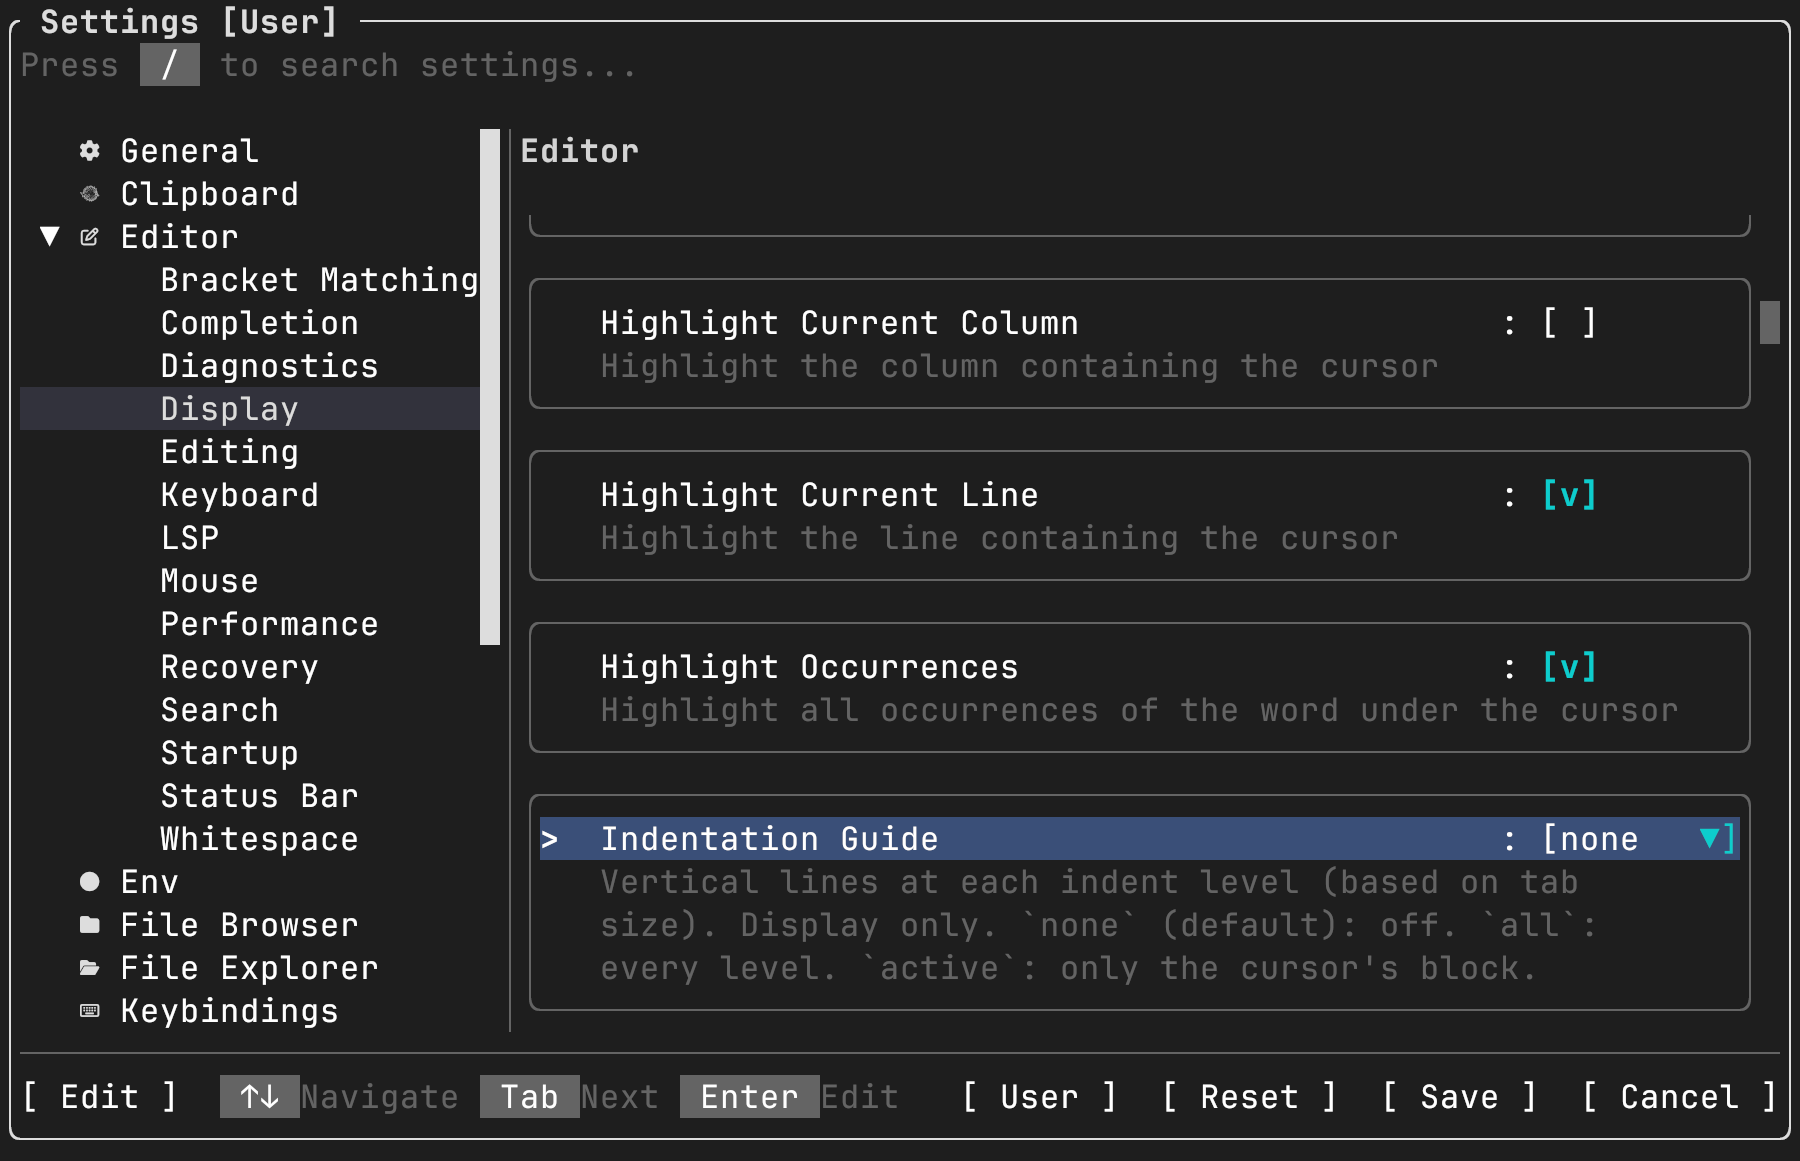 Settings [User]
Press / to search settings...
General
Clipboard
▼ Editor
Bracket Matching
Completion
Diagnostics
Display
Editing
Keyboard
LSP
Mouse
Performance
Recovery
Search
Startup
Status Bar
Whitespace
Env
File Browser
File Explorer
Keybindings
Editor
Highlight Current Column : [ ]
Highlight the column containing the cursor
Highlight Current Line : [v]
Highlight the line containing the cursor
Highlight Occurrences : [v]
Highlight all occurrences of the word under the cursor
> Indentation Guide : [none ▼]
Vertical lines at each indent level (based on tab
size). Display only. `none` (default): off. `all`:
every level. `active`: only the cursor's block.
[ Edit ] ↑↓ Navigate Tab Next Enter Edit [ User ] [ Reset ] [ Save ] [ Cancel ]